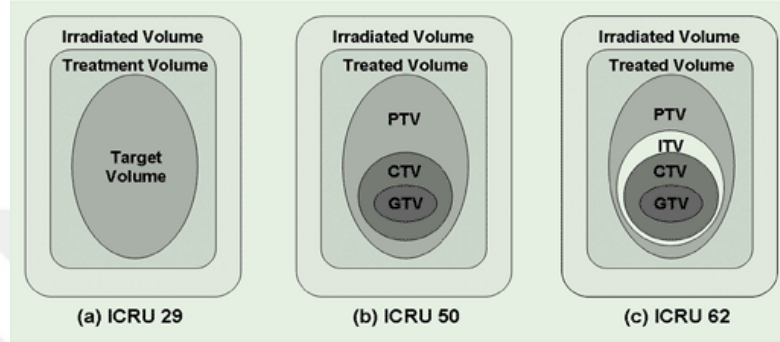 Irradiated Volume
Treatment Volume
Target
Volume
(a) ICRU 29
Irradiated Volume
Treated Volume
PTV
CTV
GTV
(b) ICRU 50
Irradiated Volume
Treated Volume
PTV
ITV
CTV
GTV
(c) ICRU 62